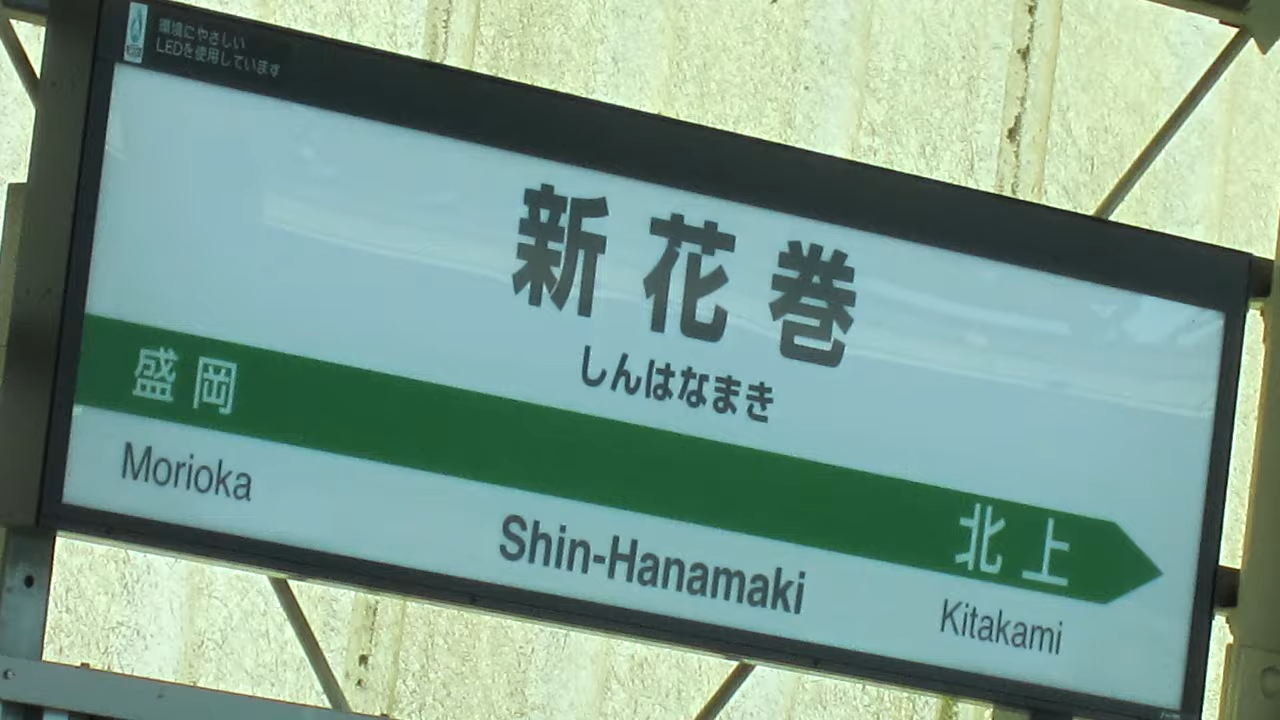 環境にやさしい
LEDを使用しています
新花巻
しんはなまき
盛岡
北上
Morioka
Shin-Hanamaki
Kitakami